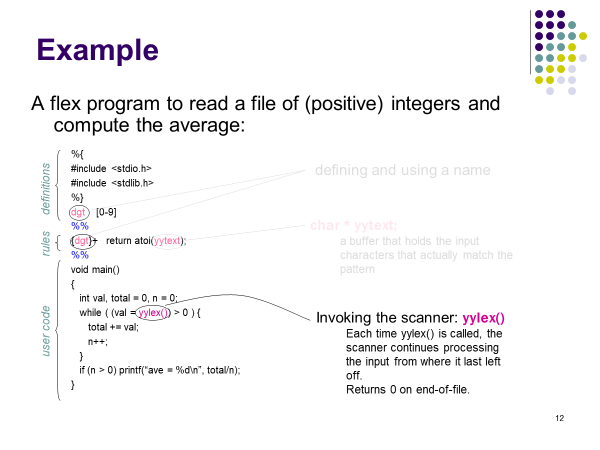 Example
A flex program to read a file of (positive) integers and
compute the average:
definitions
%{
#include <stdio.h>
#include <stdlib.h>
%}
dgt [0-9]
%%
rules
{dgt}+ return atoi(yytext);
%%
user code
void main()
{
int val, total = 0, n = 0;
while ( (val = yylex()) > 0 ) {
total += val;
n++;
}
if (n > 0) printf(“ave = %d\n”, total/n);
}
defining and using a name
char * yytext;
a buffer that holds the input
characters that actually match the
pattern
Invoking the scanner: yylex()
Each time yylex() is called, the
scanner continues processing
the input from where it last left
off.
Returns 0 on end-of-file.
12